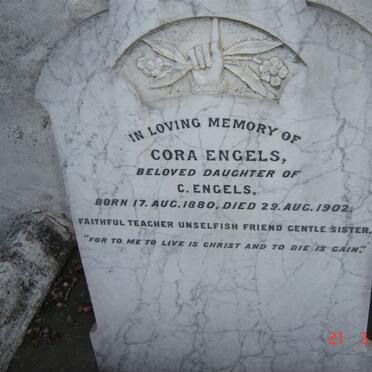 IN LOVING MEMORY OF
CORA ENGELS,
BELOVED DAUGHTER OF
C. ENGELS,
BORN 17. AUG. 1880. DIED 29. AUG. 1902.
FAITHFUL TEACHER UNSELFISH FRIEND GENTLE SISTER.
"FOR TO ME TO LIVE IS CHRIST AND TO DIE IS GAIN."
21